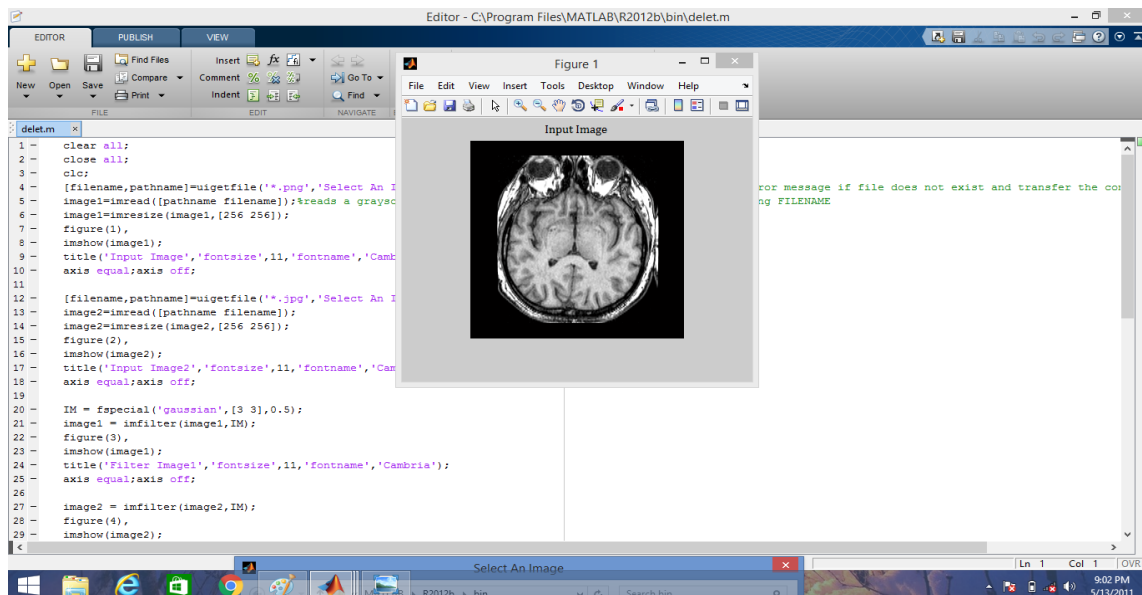 Editor - C:\Program Files\MATLAB\R2012b\bin\delet.m
EDITOR PUBLISH VIEW
Find Files Insert fx
Compare Comment % Go To
New Open Save Print Indent Find
FILE EDIT NAVIGATE
delet.m
Figure 1
File Edit View Insert Tools Desktop Window Help
Input Image
1 clear all;
2 close all;
3 clc;
4 [filename,pathname]=uigetfile('*.png','Select An I ror message if file does not exist and transfer the con
5 image1=imread([pathname filename]);%reads a graysc ng FILENAME
6 image1=imresize(image1,[256 256]);
7 figure(1),
8 imshow(image1);
9 title('Input Image','fontsize',11,'fontname','Camb
10 axis equal;axis off;
11
12 [filename,pathname]=uigetfile('*.jpg','Select An I
13 image2=imread([pathname filename]);
14 image2=imresize(image2,[256 256]);
15 figure(2),
16 imshow(image2);
17 title('Input Image2','fontsize',11,'fontname','Cam
18 axis equal;axis off;
19
20 IM = fspecial('gaussian',[3 3],0.5);
21 image1 = imfilter(image1,IM);
22 figure(3),
23 imshow(image1);
24 title('Filter Image1','fontsize',11,'fontname','Cambria');
25 axis equal;axis off;
26
27 image2 = imfilter(image2,IM);
28 figure(4),
29 imshow(image2);
Ln 1 Col 1 OVR
Select An Image
R2012b bin Search bin
9:02 PM
5/13/2011